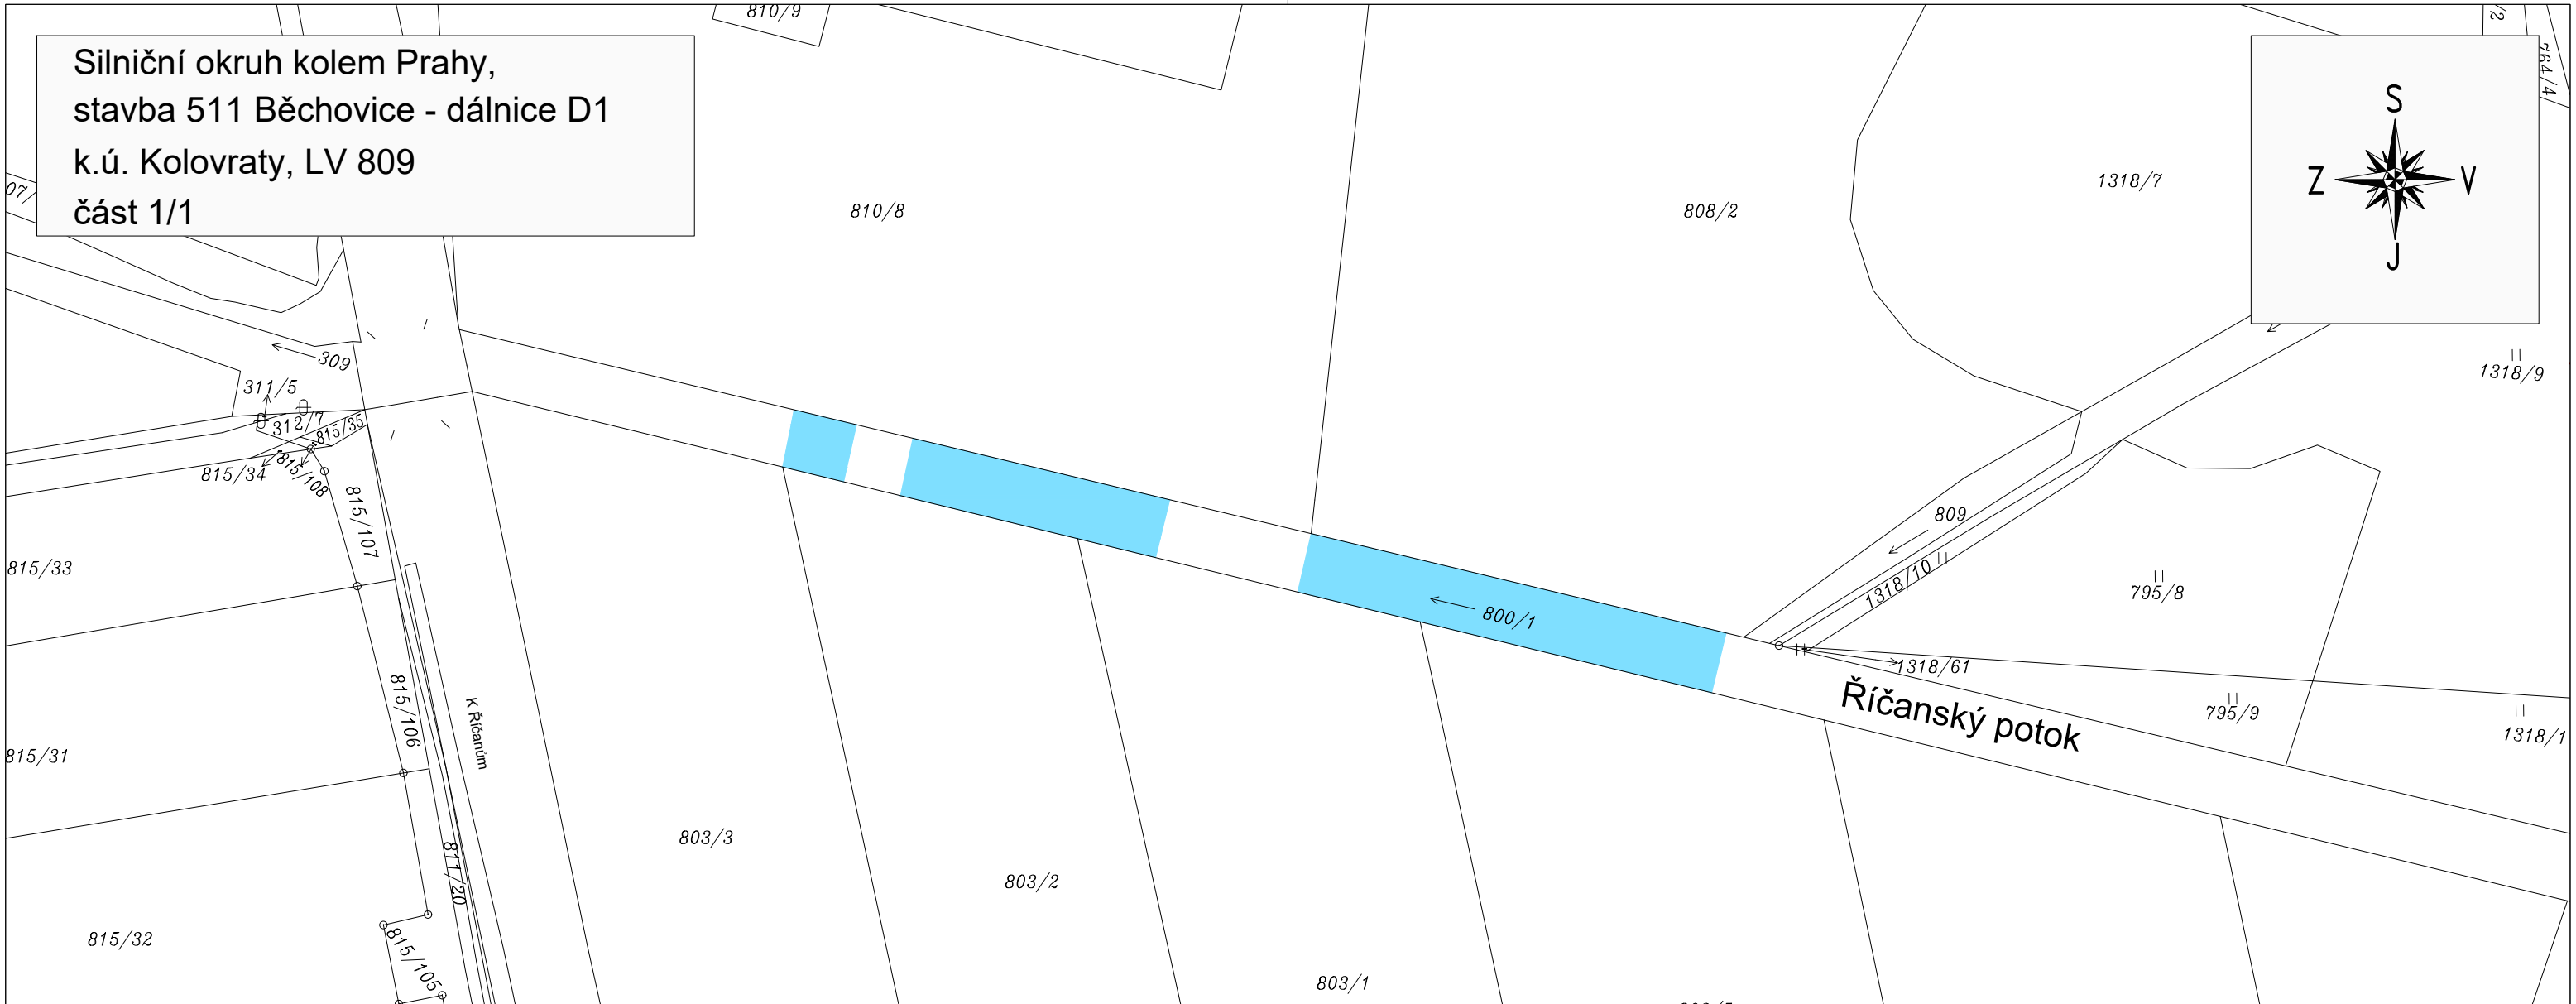 Silniční okruh kolem Prahy,
stavba 511 Běchovice - dálnice D1
k.ú. Kolovraty, LV 809
část 1/1
810/9
764/4
S
Z
V
J
1318/7
810/8
808/2
309
311/5
312/7
815/35
815/34
815/108
815/107
1318/9
809
1318/10
795/8
815/33
800/1
1318/61
Říčanský potok
795/9
1318/1
815/106
K Říčanům
815/31
803/3
811/20
803/2
815/32
815/105
803/1